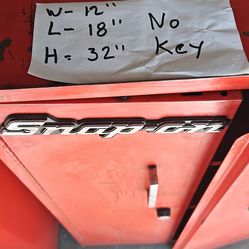 W- 12" No
L- 18" Key
H= 32"
Snap-on